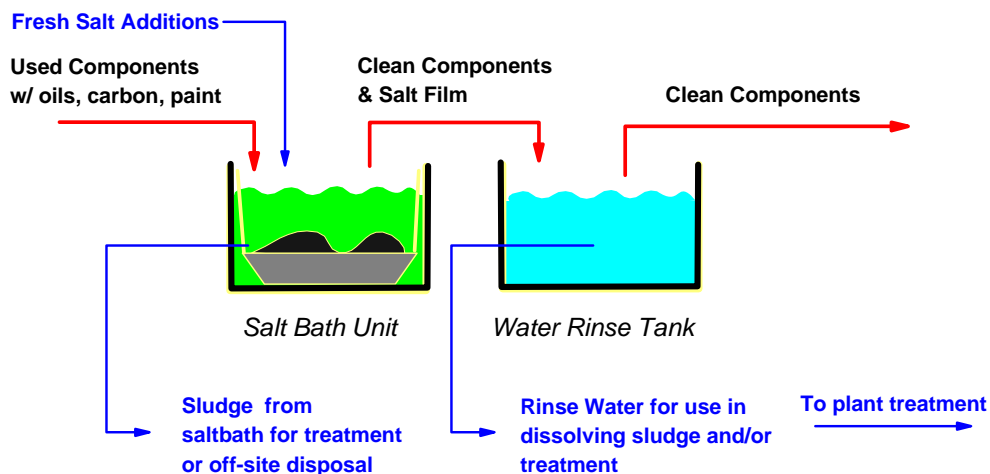 Fresh Salt Additions
Used Components
w/ oils, carbon, paint
Clean Components
& Salt Film
Clean Components
Salt Bath Unit
Water Rinse Tank
Sludge from
saltbath for treatment
or off-site disposal
Rinse Water for use in
dissolving sludge and/or
treatment
To plant treatment